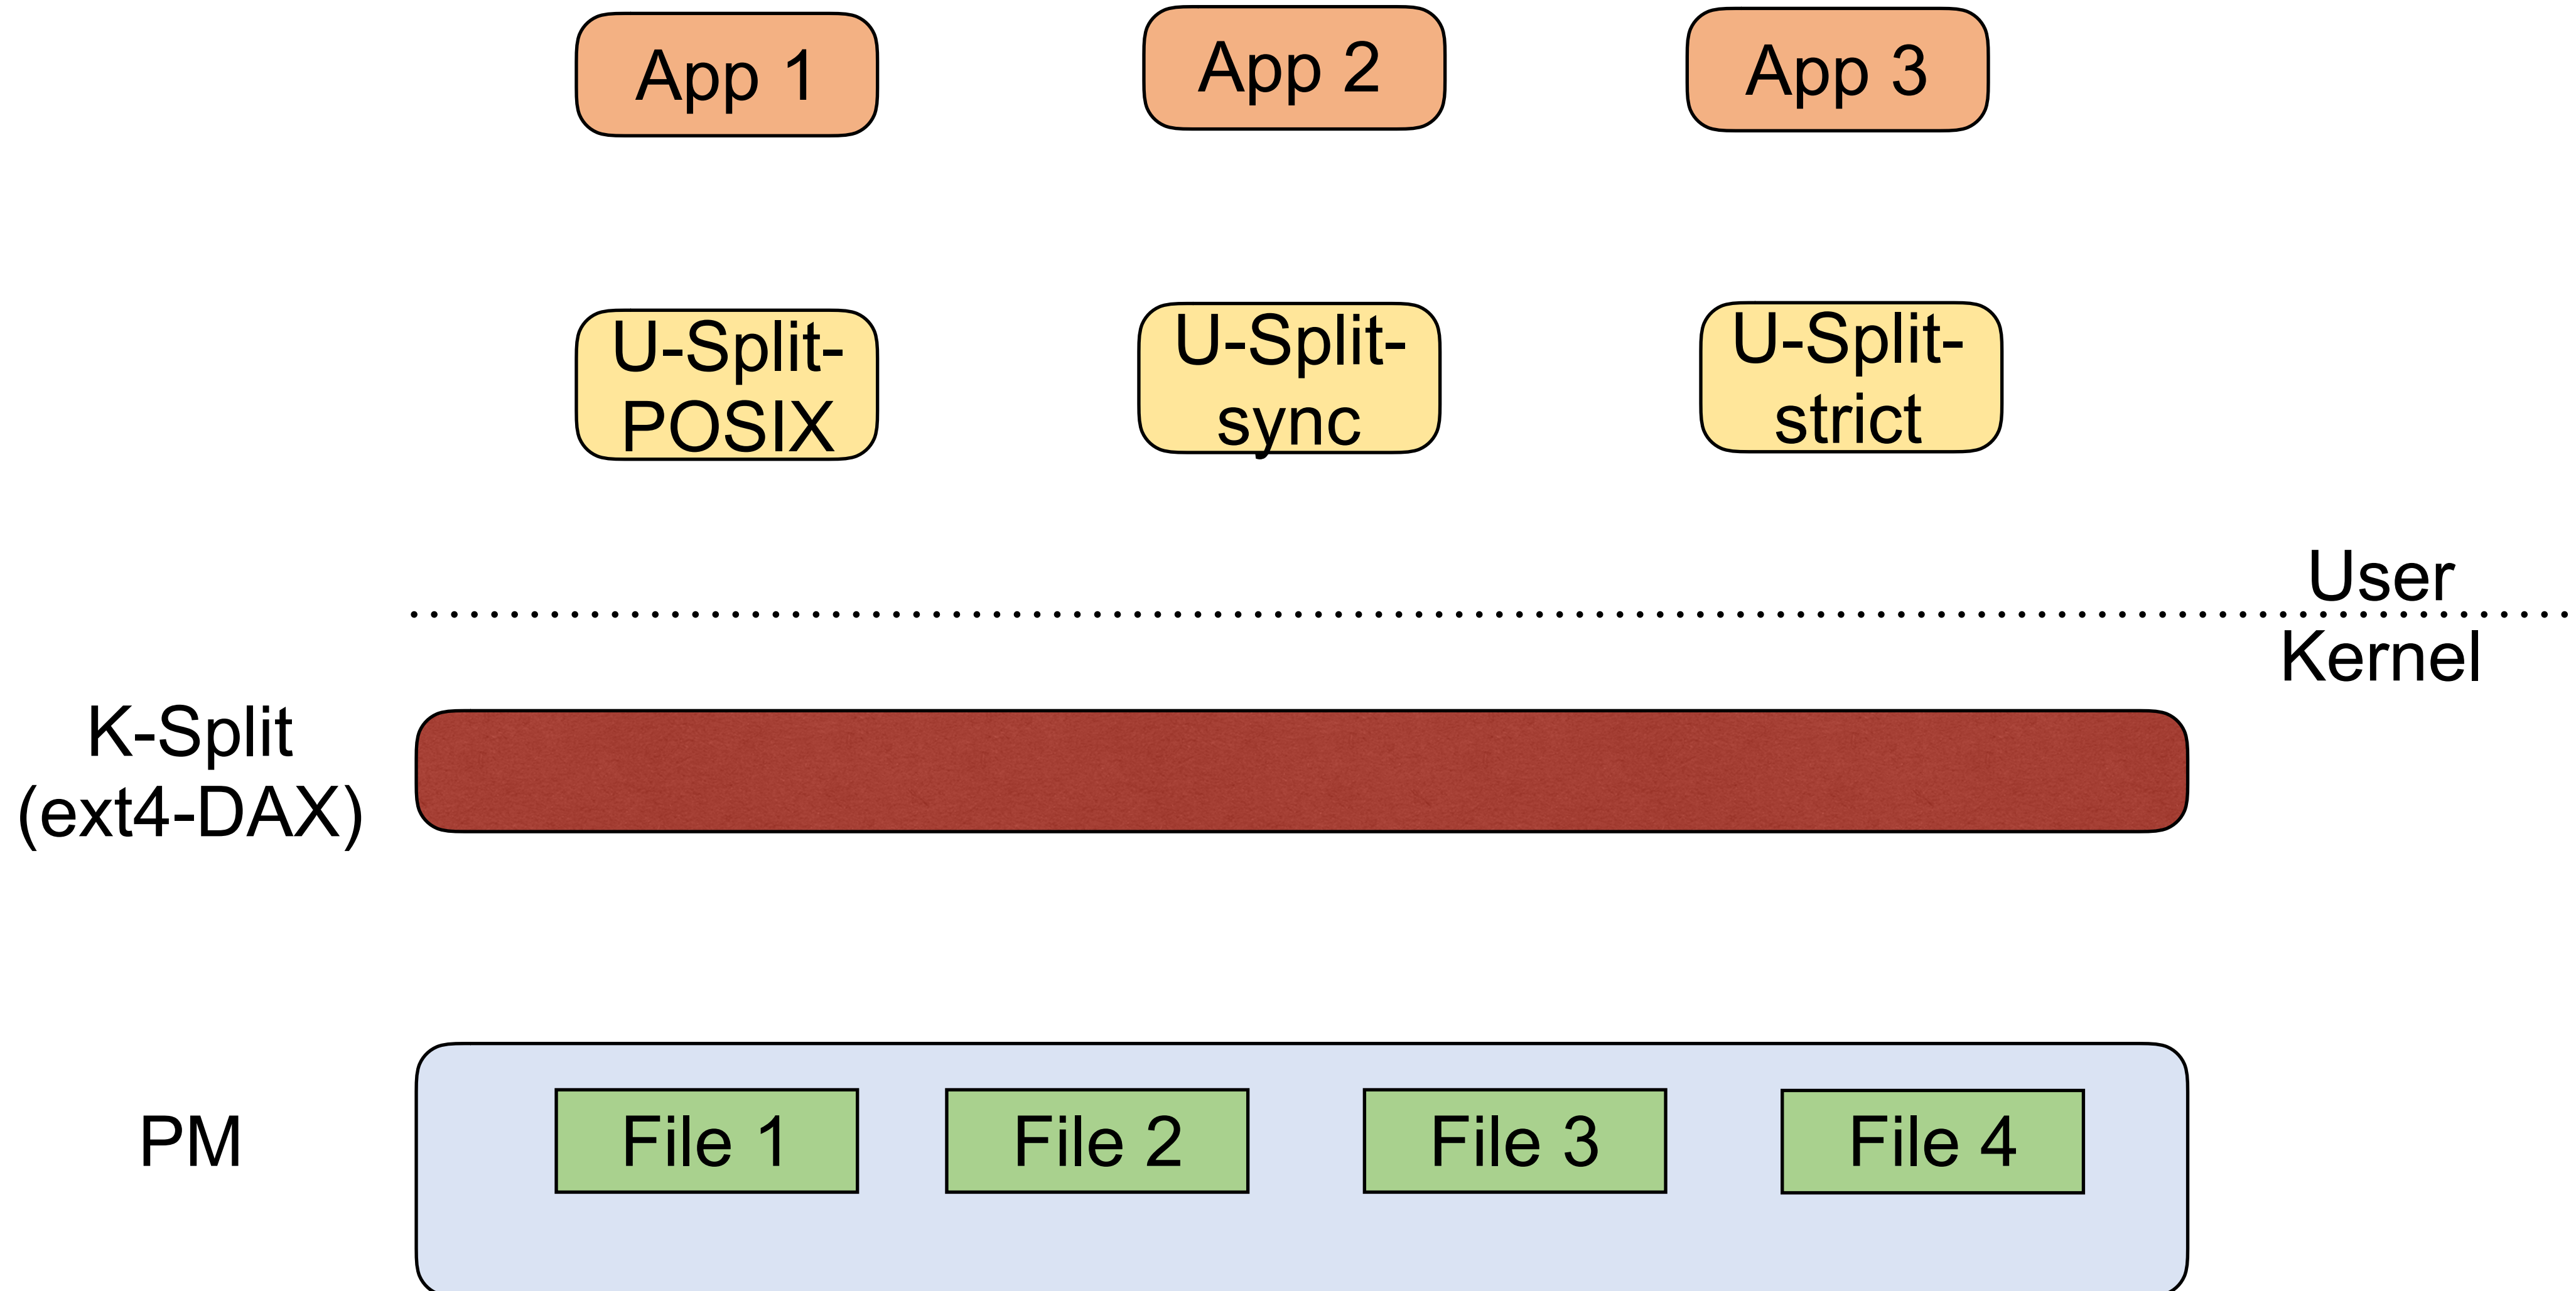 App 1
App 2
App 3
U-Split-
POSIX
U-Split-
sync
U-Split-
strict
User
Kernel
K-Split
(ext4-DAX)
PM
File 1
File 2
File 3
File 4